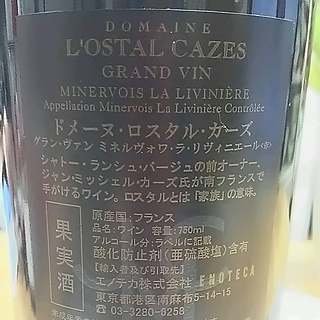 DOMAINE
L'OSTAL CAZES
GRAND VIN
MINERVOIS LA LIVINIÈRE
Appellation Minervois La Livinière Contrôlée
ドメーヌ・ロスタル・カーズ
グラン・ヴァン ミネルヴォワ・ラ・リヴィニエール<赤>
シャトー・ランシュ・バージュの前オーナー、
ジャン・ミッシェル・カーズ氏が南フランスで
手がけるワイン。ロスタルとは「家族」の意味。
果実酒
原産国:フランス
品名:ワイン 容量:750ml
アルコール分:ラベルに記載
酸化防止剤(亜硫酸塩)含有
【輸入者及び引取先】
エノテカ株式会社 ENOTECA
東京都港区南麻布5-14-15
☎ 03-3280-6258